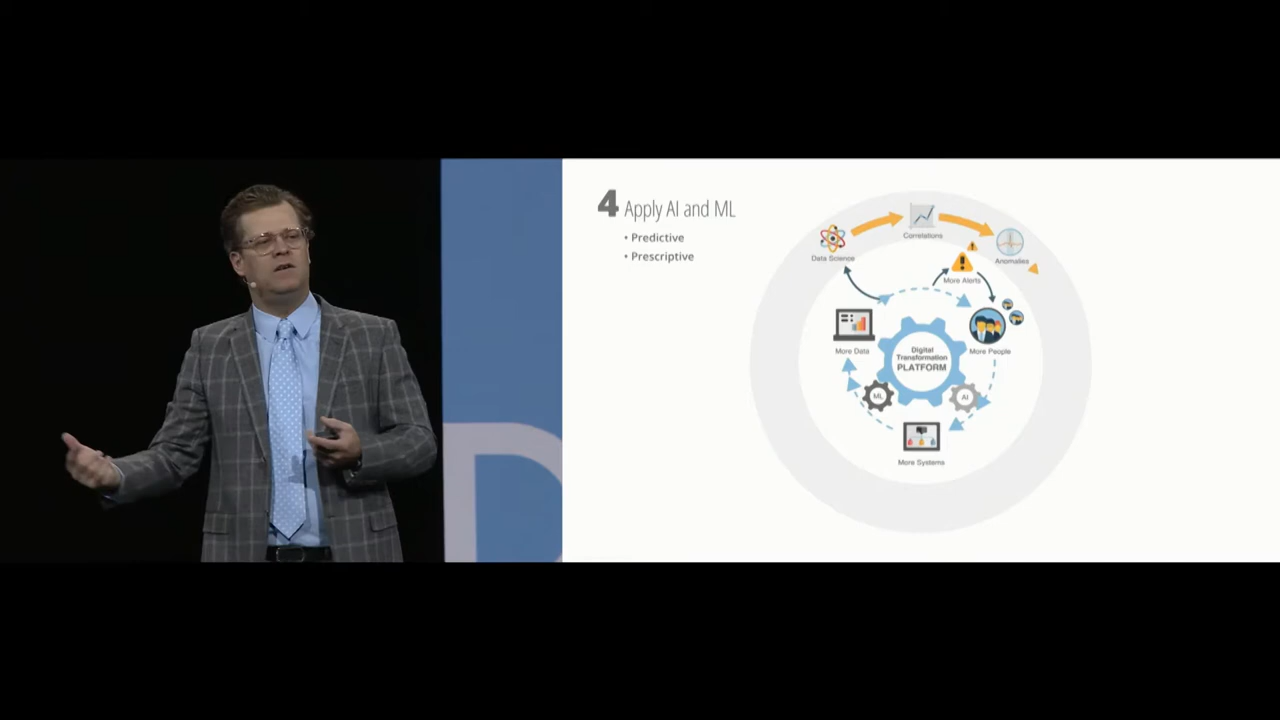 4 Apply AI and ML
• Predictive
• Prescriptive
Correlations
Data Science
Anomalies
More Alerts
More Data
More People
Digital
Transformation
PLATFORM
ML
AI
More Systems